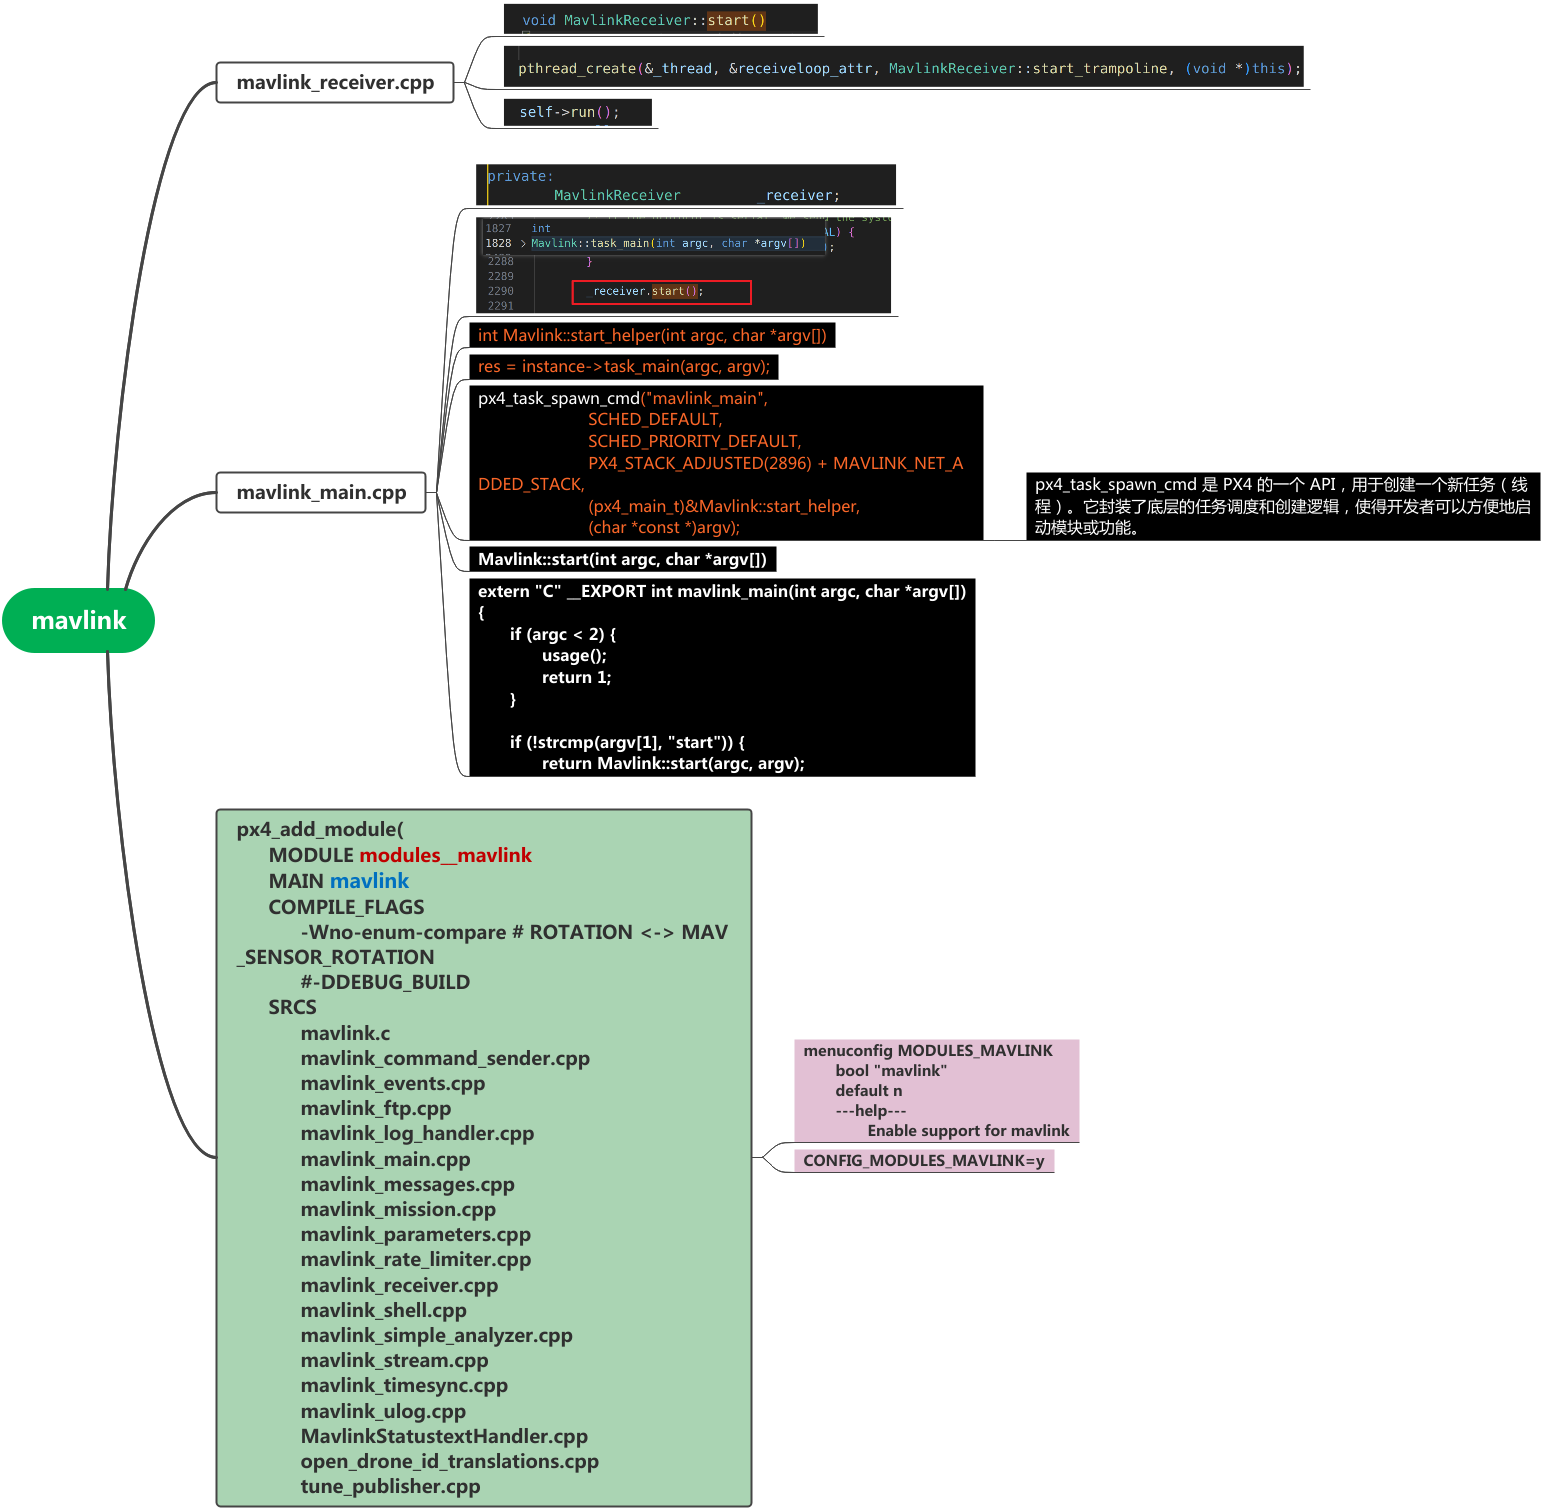 void MavlinkReceiver::start()
pthread_create(&_thread, &receiveloop_attr, MavlinkReceiver::start_trampoline, (void *)this);
self->run();
mavlink_receiver.cpp
private:
MavlinkReceiver _receiver;
the syste
1827 int
AL) {
1828 Mavlink::task_main(int argc, char *argv[])
;
2288 }
2289
2290 _receiver.start();
2291
int Mavlink::start_helper(int argc, char *argv[])
res = instance->task_main(argc, argv);
px4_task_spawn_cmd("mavlink_main",
SCHED_DEFAULT,
SCHED_PRIORITY_DEFAULT,
PX4_STACK_ADJUSTED(2896) + MAVLINK_NET_A
DDED_STACK,
(px4_main_t)&Mavlink::start_helper,
(char *const *)argv);
px4_task_spawn_cmd 是 PX4 的一个 API，用于创建一个新任务（线
程）。它封装了底层的任务调度和创建逻辑，使得开发者可以方便地启
动模块或功能。
mavlink_main.cpp
Mavlink::start(int argc, char *argv[])
extern "C" __EXPORT int mavlink_main(int argc, char *argv[])
{
if (argc < 2) {
usage();
return 1;
}
if (!strcmp(argv[1], "start")) {
return Mavlink::start(argc, argv);
mavlink
px4_add_module(
MODULE modules__mavlink
MAIN mavlink
COMPILE_FLAGS
-Wno-enum-compare # ROTATION <-> MAV
_SENSOR_ROTATION
#-DDEBUG_BUILD
SRCS
mavlink.c
mavlink_command_sender.cpp
mavlink_events.cpp
mavlink_ftp.cpp
mavlink_log_handler.cpp
mavlink_main.cpp
mavlink_messages.cpp
mavlink_mission.cpp
mavlink_parameters.cpp
mavlink_rate_limiter.cpp
mavlink_receiver.cpp
mavlink_shell.cpp
mavlink_simple_analyzer.cpp
mavlink_stream.cpp
mavlink_timesync.cpp
mavlink_ulog.cpp
MavlinkStatustextHandler.cpp
open_drone_id_translations.cpp
tune_publisher.cpp
menuconfig MODULES_MAVLINK
bool "mavlink"
default n
---help---
Enable support for mavlink
CONFIG_MODULES_MAVLINK=y